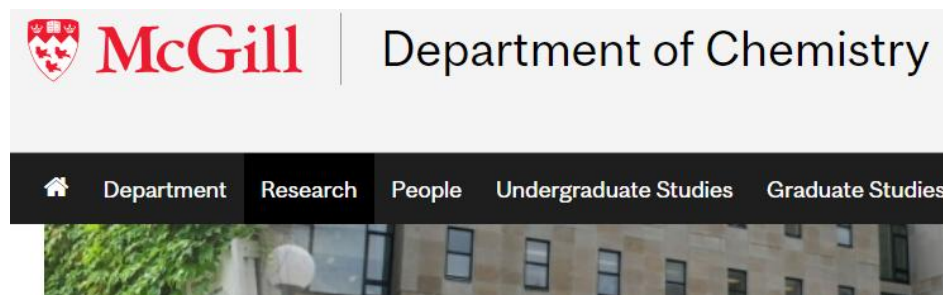 McGill Department of Chemistry
Department Research People Undergraduate Studies Graduate Studies